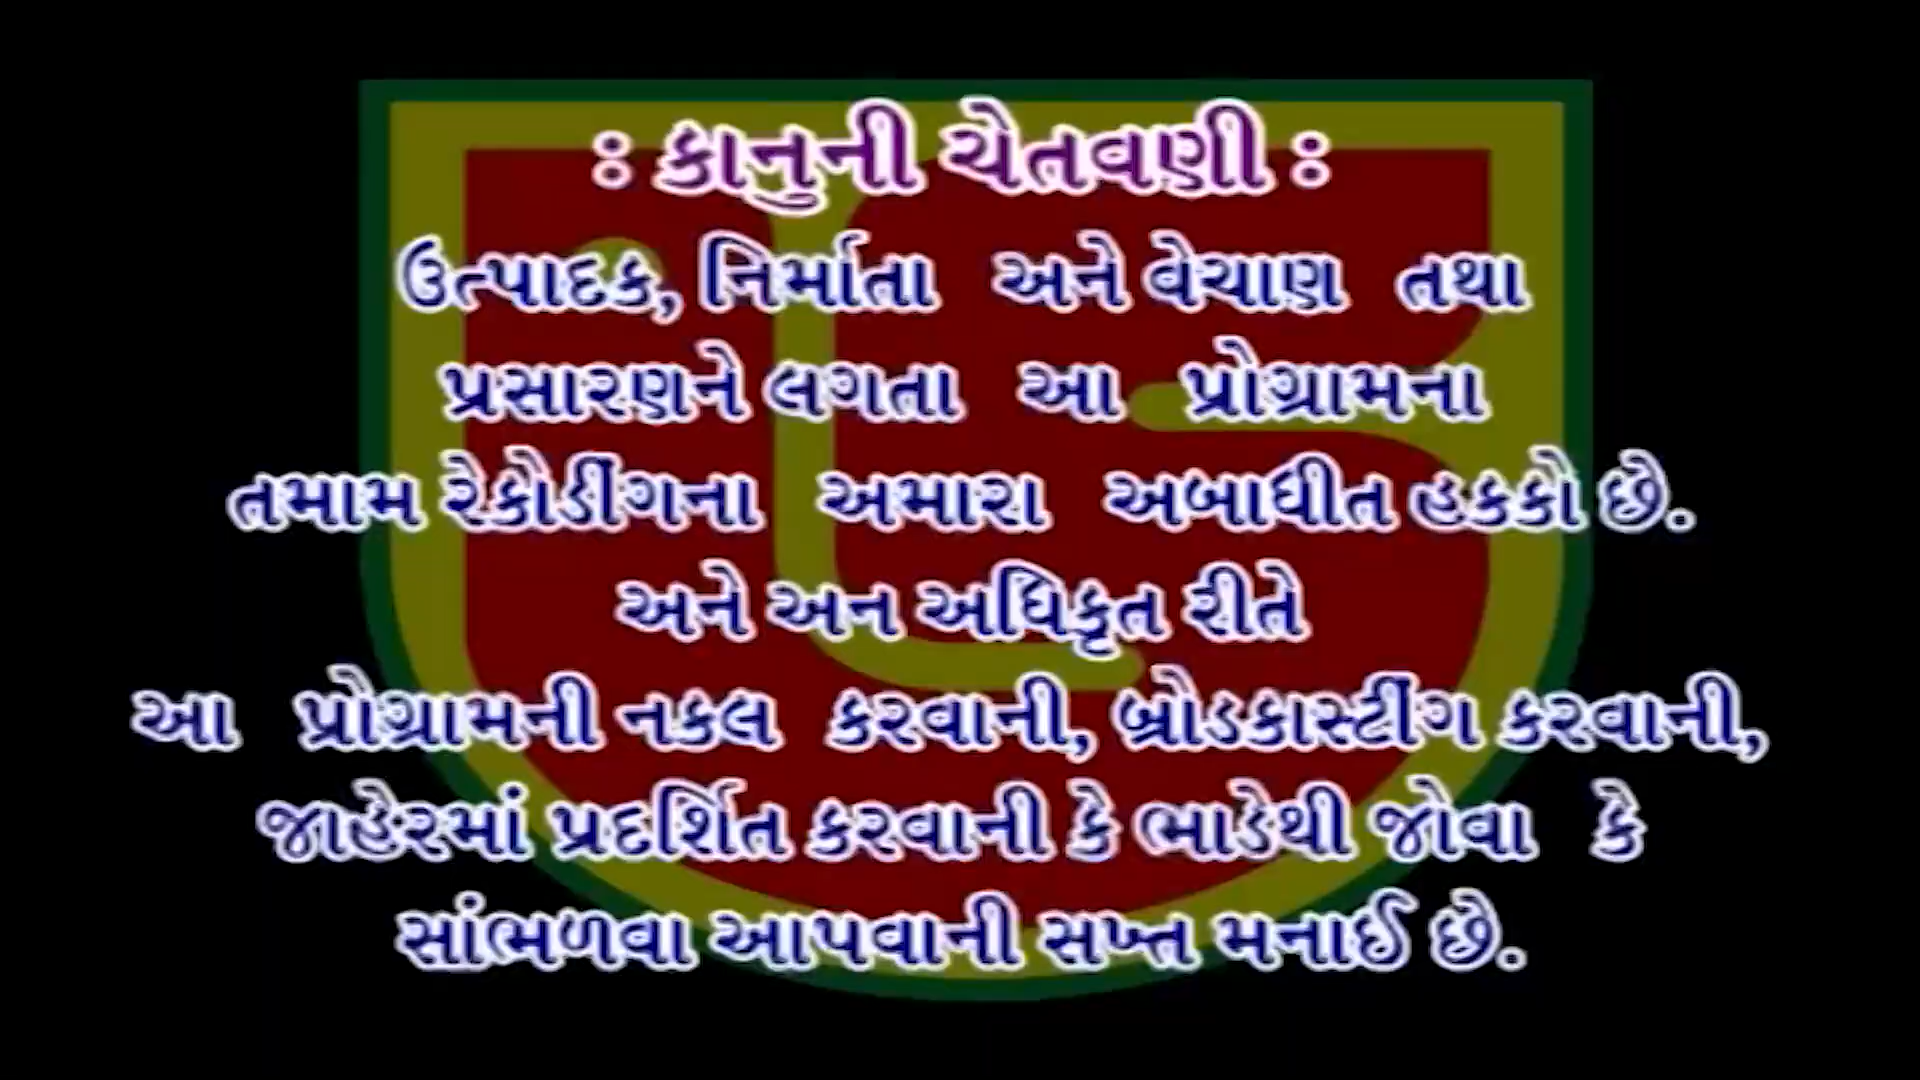 : કાનુની ચેતવણી :
ઉત્પાદક, નિર્માતા અને વેચાણ તથા
પ્રસારણને લગતા આ પ્રોગ્રામના
તમામ રેકોર્ડીંગના અમારા અબાધીત હકકો છે.
અને અન અધિકૃત રીતે
આ પ્રોગ્રામની નકલ કરવાની, બ્રોડકાસ્ટીંગ કરવાની,
જાહેરમાં પ્રદર્શિત કરવાની કે ભાડેથી જોવા કે
સાંભળવા આપવાની સખ્ત મનાઈ છે.